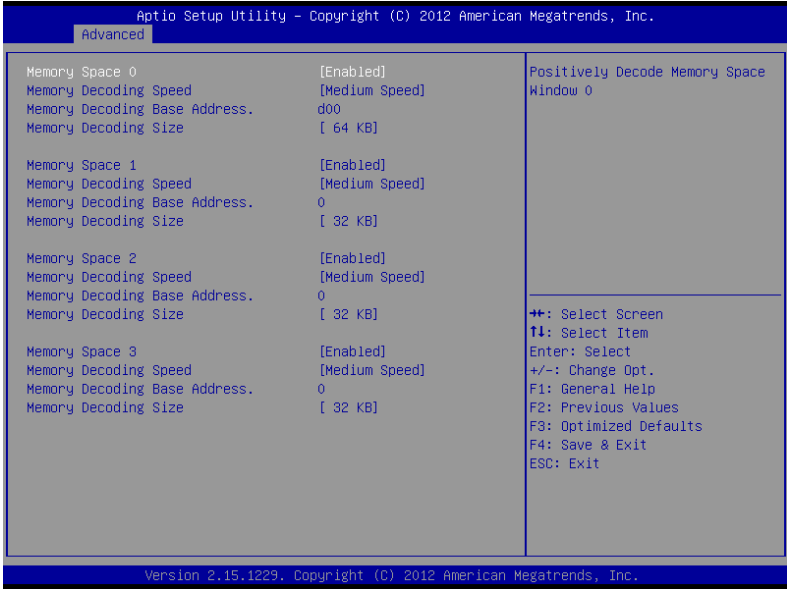 Aptio Setup Utility – Copyright (C) 2012 American Megatrends, Inc.
Advanced
Memory Space 0 [Enabled]
Memory Decoding Speed [Medium Speed]
Memory Decoding Base Address. d00
Memory Decoding Size [ 64 KB]
Memory Space 1 [Enabled]
Memory Decoding Speed [Medium Speed]
Memory Decoding Base Address. 0
Memory Decoding Size [ 32 KB]
Memory Space 2 [Enabled]
Memory Decoding Speed [Medium Speed]
Memory Decoding Base Address. 0
Memory Decoding Size [ 32 KB]
Memory Space 3 [Enabled]
Memory Decoding Speed [Medium Speed]
Memory Decoding Base Address. 0
Memory Decoding Size [ 32 KB]
Positively Decode Memory Space
Window 0
→←: Select Screen
↑↓: Select Item
Enter: Select
+/-: Change Opt.
F1: General Help
F2: Previous Values
F3: Optimized Defaults
F4: Save & Exit
ESC: Exit
Version 2.15.1229. Copyright (C) 2012 American Megatrends, Inc.